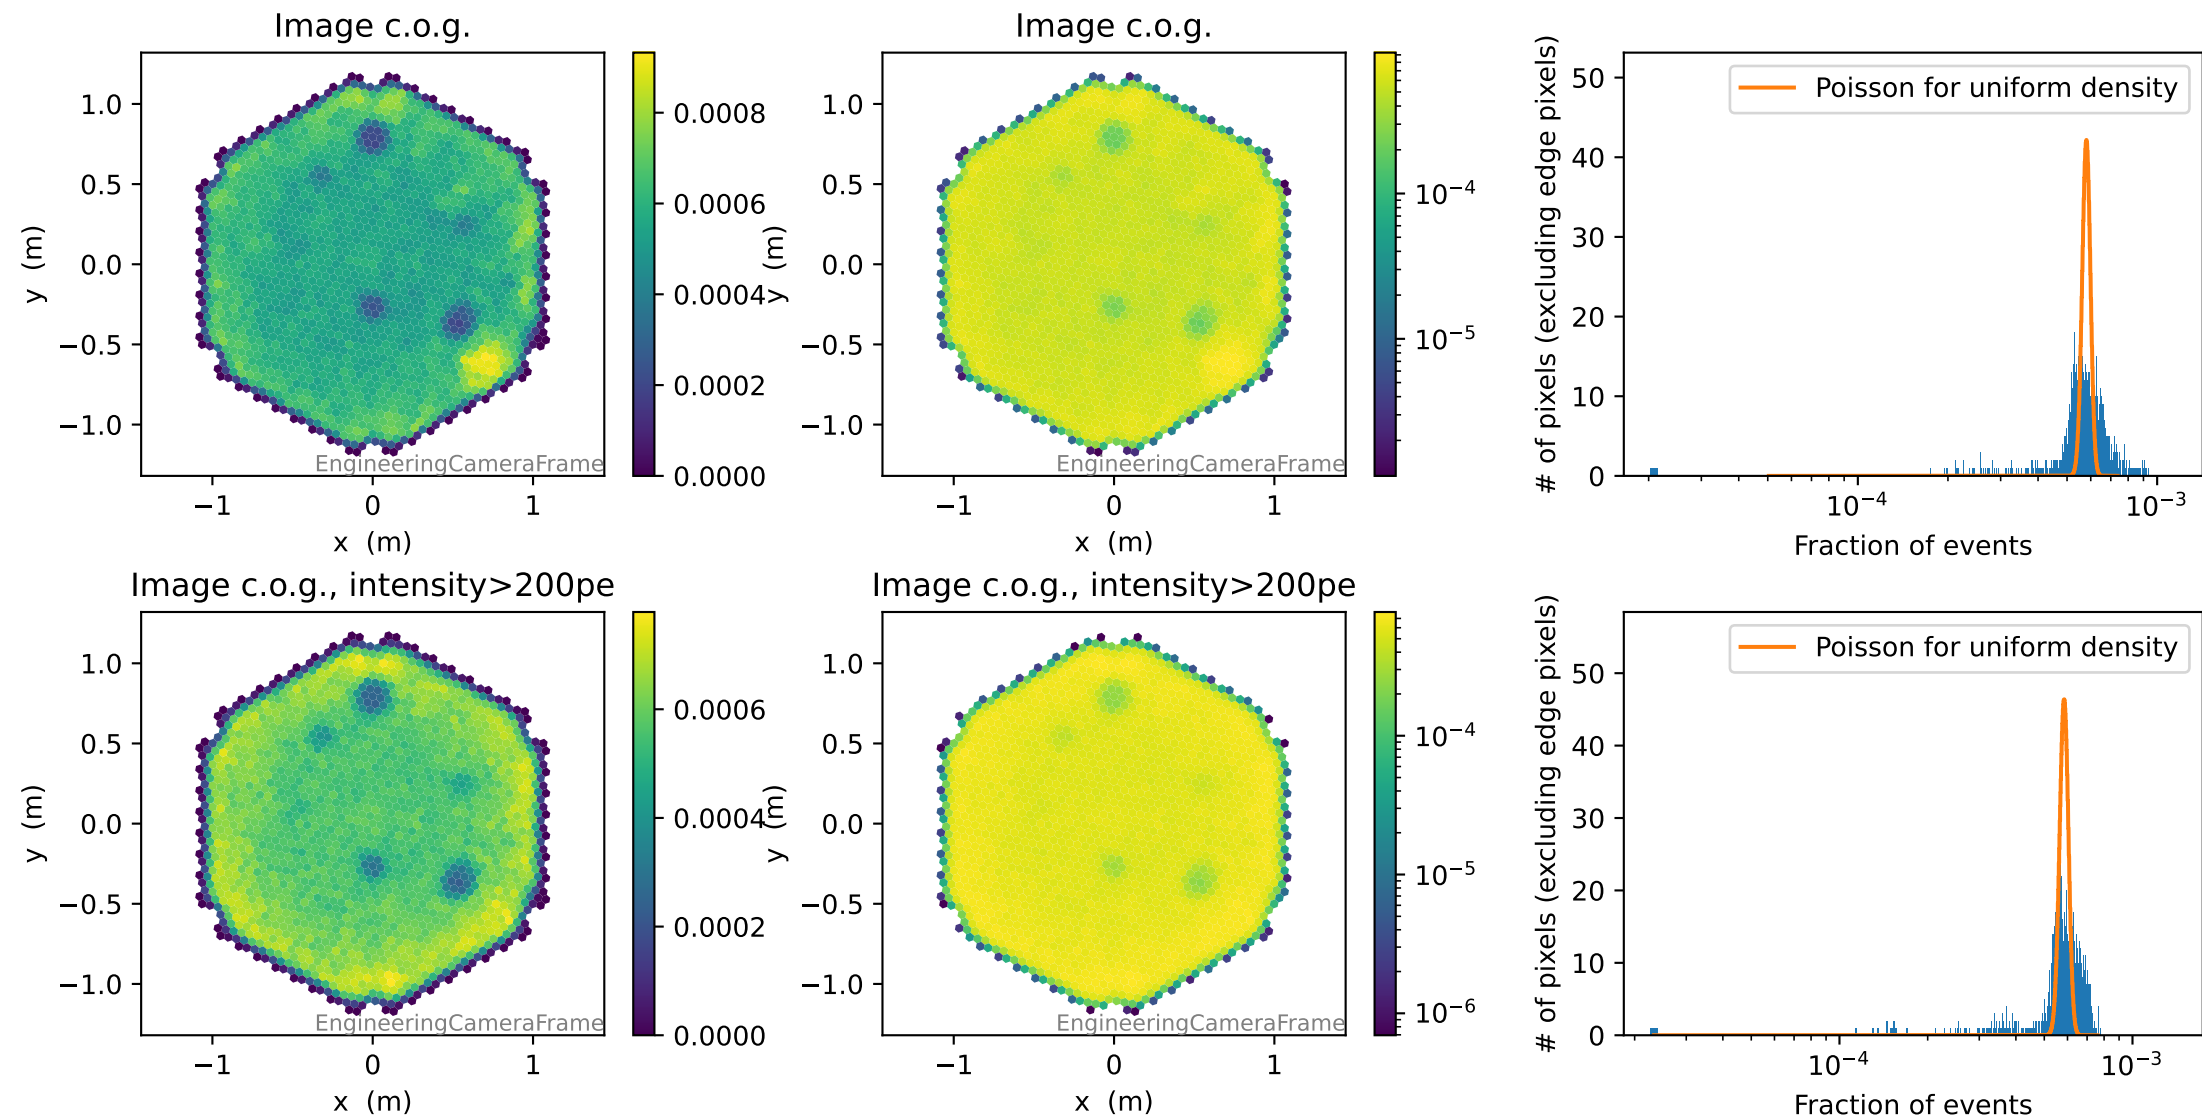 Image c.o.g.
1.0
0.5
0.0
−0.5
−1.0
y (m)
−1
0
1
x (m)
EngineeringCameraFrame
0.0008
0.0006
0.0004
0.0002
0.0000
Image c.o.g.
1.0
0.5
0.0
−0.5
−1.0
y (m)
−1
0
1
x (m)
EngineeringCameraFrame
10⁻⁴
10⁻⁵
# of pixels (excluding edge pixels)
50
40
30
20
10
0
Poisson for uniform density
10⁻⁴
10⁻³
Fraction of events
Image c.o.g., intensity>200pe
1.0
0.5
0.0
−0.5
−1.0
y (m)
−1
0
1
x (m)
EngineeringCameraFrame
0.0006
0.0004
0.0002
0.0000
Image c.o.g., intensity>200pe
1.0
0.5
0.0
−0.5
−1.0
y (m)
−1
0
1
x (m)
EngineeringCameraFrame
10⁻⁴
10⁻⁵
10⁻⁶
# of pixels (excluding edge pixels)
50
40
30
20
10
0
Poisson for uniform density
10⁻⁴
10⁻³
Fraction of events